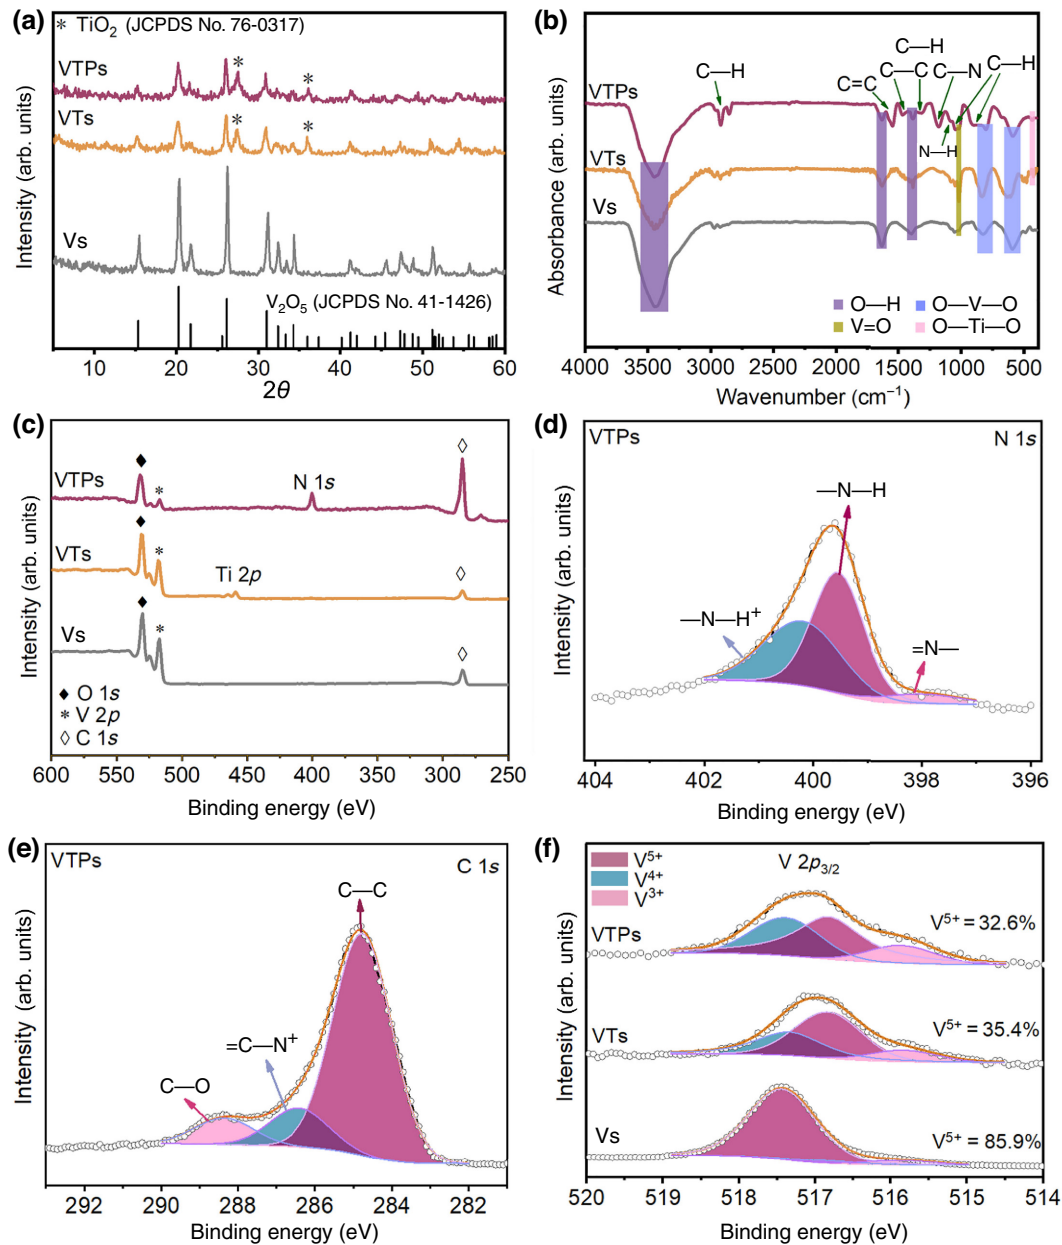 (a)
* TiO₂ (JCPDS No. 76-0317)
VTPs
*
*
VTs
*
*
Vs
V₂O₅ (JCPDS No. 41-1426)
Intensity (arb. units)
10 20 30 40 50 60
2θ
(b)
C—H
C—H
C=C
C—C
C—N
C—H
N—H
VTPs
VTs
Vs
O—H
O—V—O
V=O
O—Ti—O
Absorbance (arb. units)
4000 3500 3000 2500 2000 1500 1000 500
Wavenumber (cm⁻¹)
(c)
VTPs
N 1s
VTs
Ti 2p
Vs
♦ O 1s
* V 2p
◊ C 1s
Intensity (arb. units)
600 550 500 450 400 350 300 250
Binding energy (eV)
(d)
VTPs
N 1s
—N—H
—N—H⁺
=N—
Intensity (arb. units)
404 402 400 398 396
Binding energy (eV)
(e)
VTPs
C 1s
C—C
=C—N⁺
C—O
Intensity (arb. units)
292 290 288 286 284 282
Binding energy (eV)
(f)
V⁵⁺
V⁴⁺
V³⁺
V 2p₃/₂
VTPs
V⁵⁺ = 32.6%
VTs
V⁵⁺ = 35.4%
Vs
V⁵⁺ = 85.9%
Intensity (arb. units)
520 519 518 517 516 515 514
Binding energy (eV)